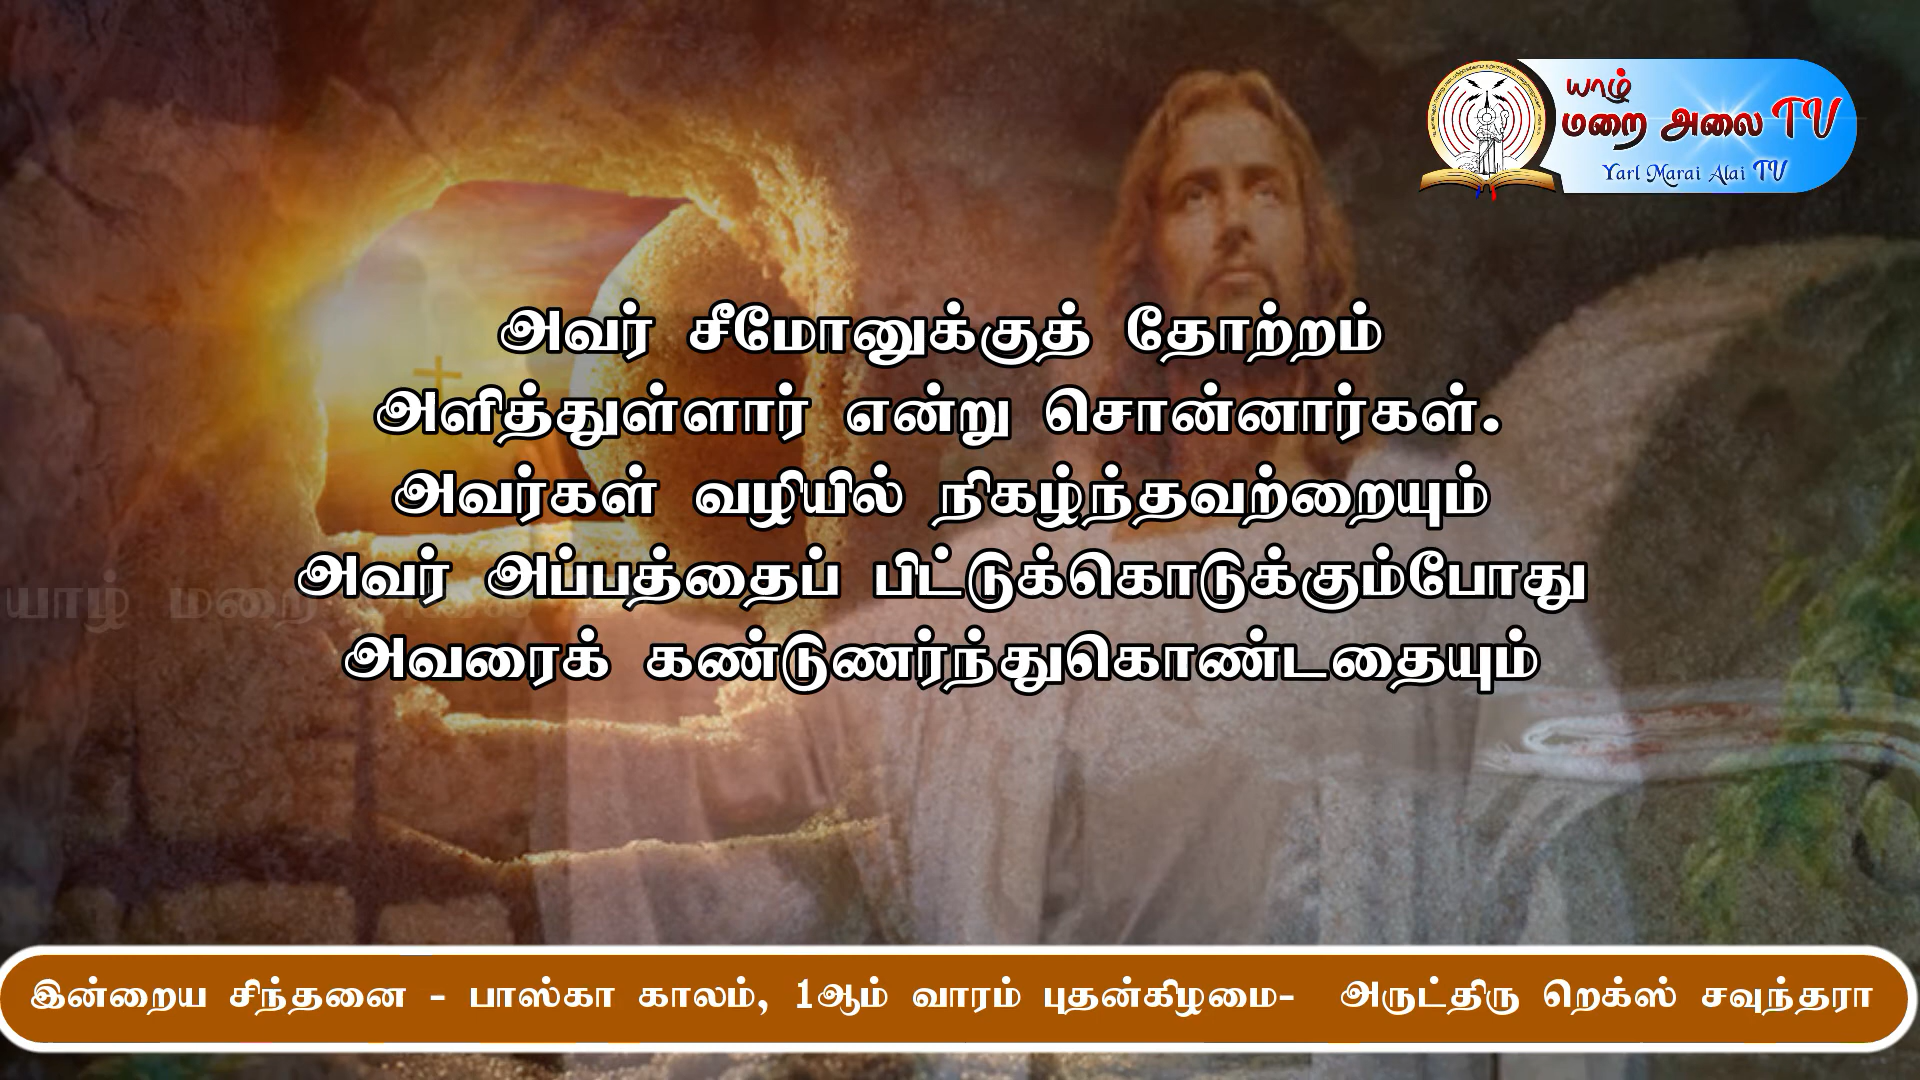 யாழ்
மறை அலை TV
Yarl Marai Alai TV
அவர் சீமோனுக்குத் தோற்றம்
அளித்துள்ளார் என்று சொன்னார்கள்.
அவர்கள் வழியில் நிகழ்ந்தவற்றையும்
அவர் அப்பத்தைப் பிட்டுக்கொடுக்கும்போது
அவரைக் கண்டுணர்ந்துகொண்டதையும்
யாழ் மறை
இன்றைய சிந்தனை - பாஸ்கா காலம், 1ஆம் வாரம் புதன்கிழமை- அருட்திரு றெக்ஸ் சவுந்தரா